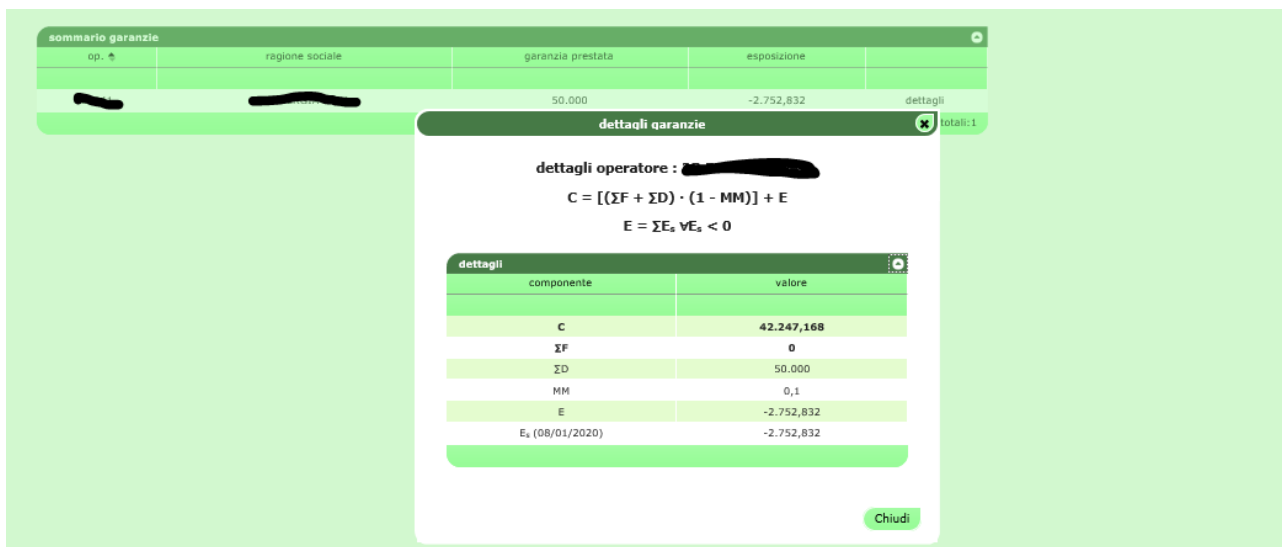 sommario garanzie
op. ragione sociale garanzia prestata esposizione
50.000 -2.752,832 dettagli
totali:1
dettagli garanzie
dettagli operatore :
C = [(ΣF + ΣD) · (1 - MM)] + E
E = ΣEₛ ∀Eₛ < 0
dettagli
componente valore
C 42.247,168
ΣF 0
ΣD 50.000
MM 0,1
E -2.752,832
Eₛ (08/01/2020) -2.752,832
Chiudi